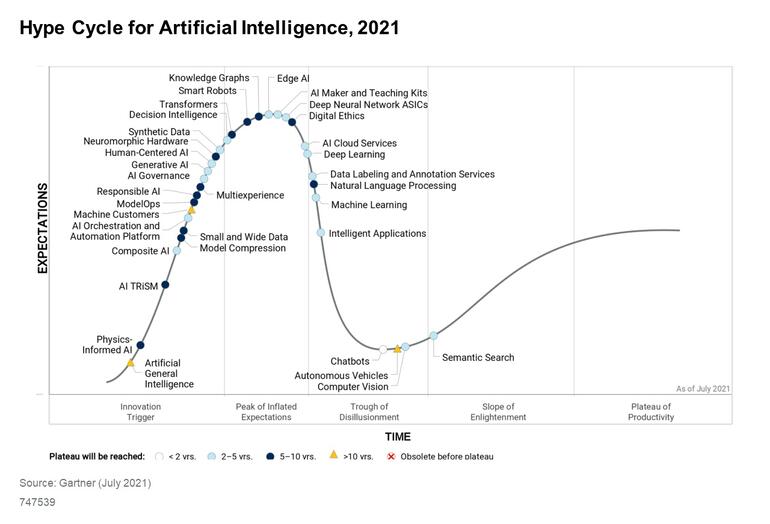 Hype Cycle for Artificial Intelligence, 2021
EXPECTATIONS
Knowledge Graphs
Smart Robots
Transformers
Decision Intelligence
Synthetic Data
Neuromorphic Hardware
Human-Centered AI
Generative AI
AI Governance
Responsible AI
ModelOps
Machine Customers
AI Orchestration and
Automation Platform
Composite AI
AI TRiSM
Physics-
Informed AI
Artificial
General
Intelligence
Multiexperience
Small and Wide Data
Model Compression
Edge AI
AI Maker and Teaching Kits
Deep Neural Network ASICs
Digital Ethics
AI Cloud Services
Deep Learning
Data Labeling and Annotation Services
Natural Language Processing
Machine Learning
Intelligent Applications
Chatbots
Autonomous Vehicles
Computer Vision
Semantic Search
As of July 2021
Innovation
Trigger
Peak of Inflated
Expectations
Trough of
Disillusionment
Slope of
Enlightenment
Plateau of
Productivity
TIME
Plateau will be reached: < 2 yrs. 2–5 yrs. 5–10 yrs. >10 yrs. Obsolete before plateau
Source: Gartner (July 2021)
747539